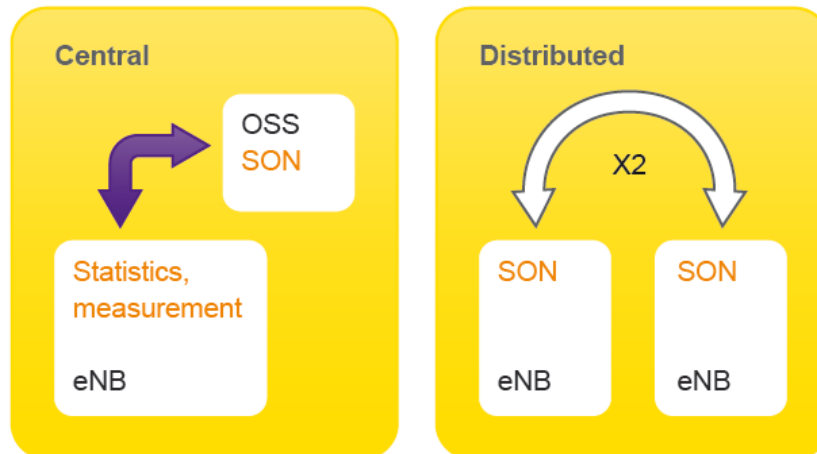 Central
OSS
SON
Statistics,
measurement
eNB
Distributed
X2
SON
eNB
SON
eNB